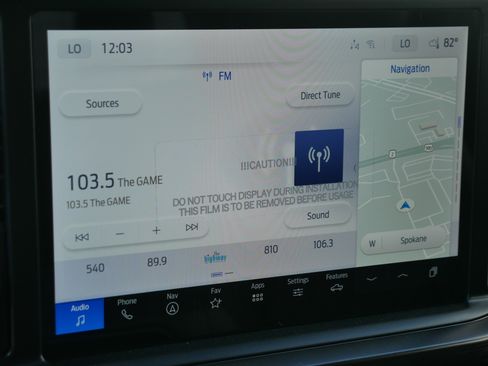 LO 12:03 LO 82°
FM
Navigation
Sources
Direct Tune
!!!CAUTION!!!
103.5 The GAME
DO NOT TOUCH DISPLAY DURING INSTALLATION
103.5 The GAME
THIS FILM IS TO BE REMOVED BEFORE USAGE
Sound
W Spokane
540 89.9 The highway 810 106.3
Audio Phone Nav Fav Apps Settings Features